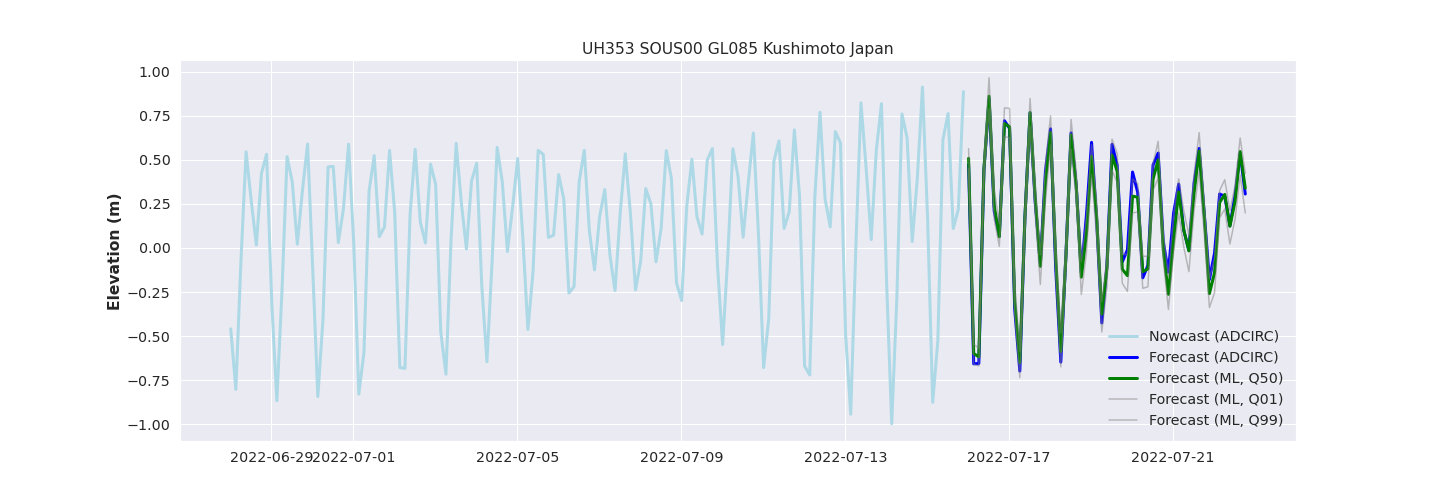 UH353 SOUS00 GL085 Kushimoto Japan
Elevation (m)
1.00
0.75
0.50
0.25
0.00
−0.25
−0.50
−0.75
−1.00
Nowcast (ADCIRC)
Forecast (ADCIRC)
Forecast (ML, Q50)
Forecast (ML, Q01)
Forecast (ML, Q99)
2022-06-29 2022-07-01 2022-07-05 2022-07-09 2022-07-13 2022-07-17 2022-07-21